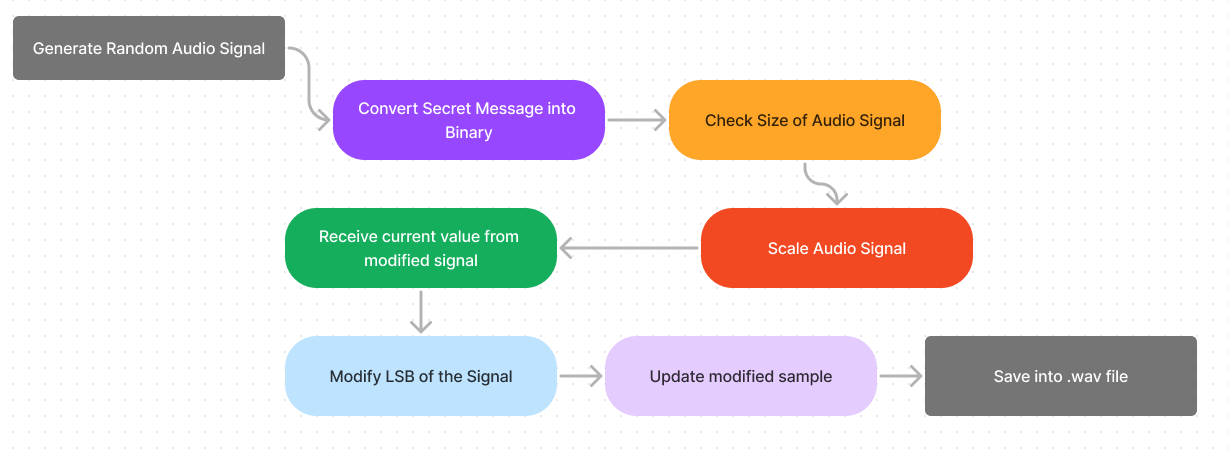 Generate Random Audio Signal
Convert Secret Message into
Binary
Check Size of Audio Signal
Scale Audio Signal
Receive current value from
modified signal
Modify LSB of the Signal
Update modified sample
Save into .wav file